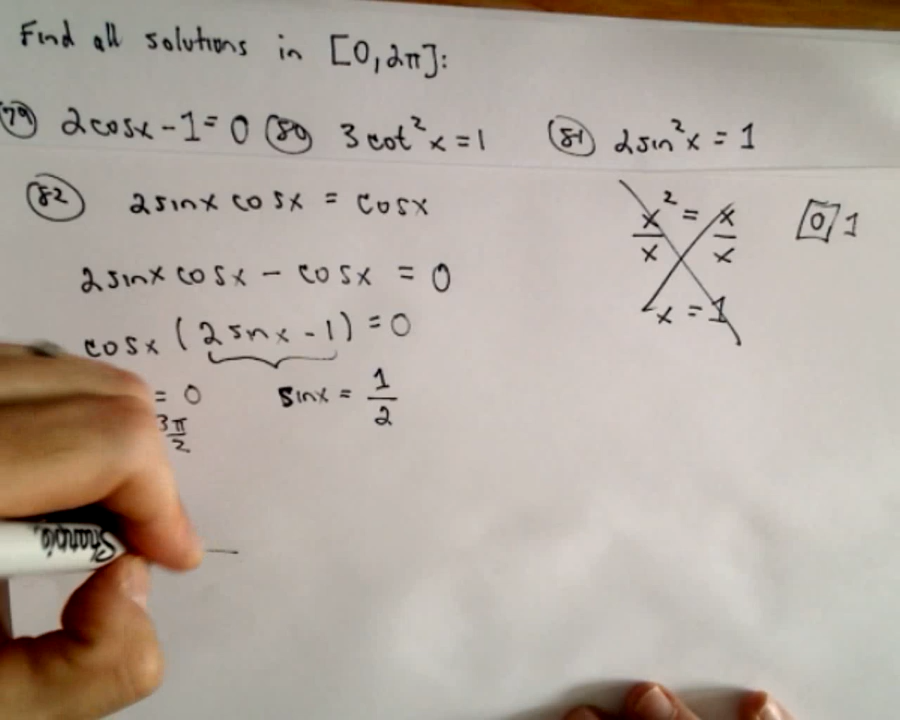 Find all solutions in [0, 2π]:
79 2cosx - 1 = 0 80 3cot²x = 1 81 2sin²x = 1
82 2sinx cosx = cosx
2sinx cosx - cosx = 0
cosx (2sinx - 1) = 0
= 0 sinx = 1/2
3π/2
x²/x = x/x 0, 1
x = 1
Sharpie